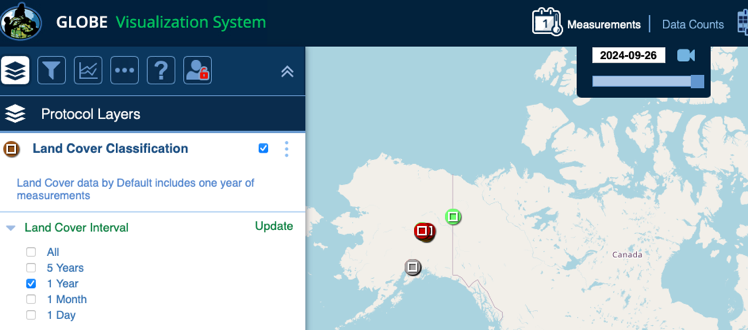 GLOBE Visualization System
1
Measurements
Data Counts
2024-09-26
?
Protocol Layers
Land Cover Classification
Land Cover data by Default includes one year of
measurements
Land Cover Interval
Update
All
5 Years
1 Year
1 Month
1 Day
Canada